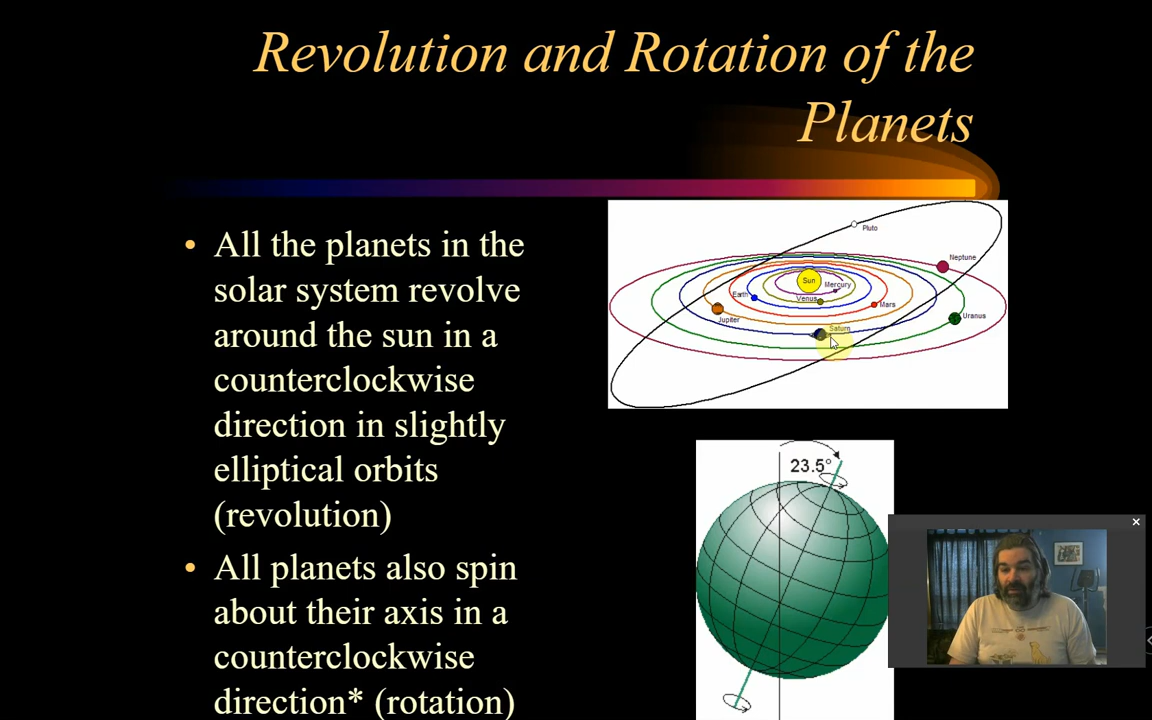 Revolution and Rotation of the
Planets
• All the planets in the
solar system revolve
around the sun in a
counterclockwise
direction in slightly
elliptical orbits
(revolution)
• All planets also spin
about their axis in a
counterclockwise
direction* (rotation)
Pluto
Neptune
Sun
Mercury
Earth
Venus
Mars
Jupiter
Uranus
Saturn
23.5°